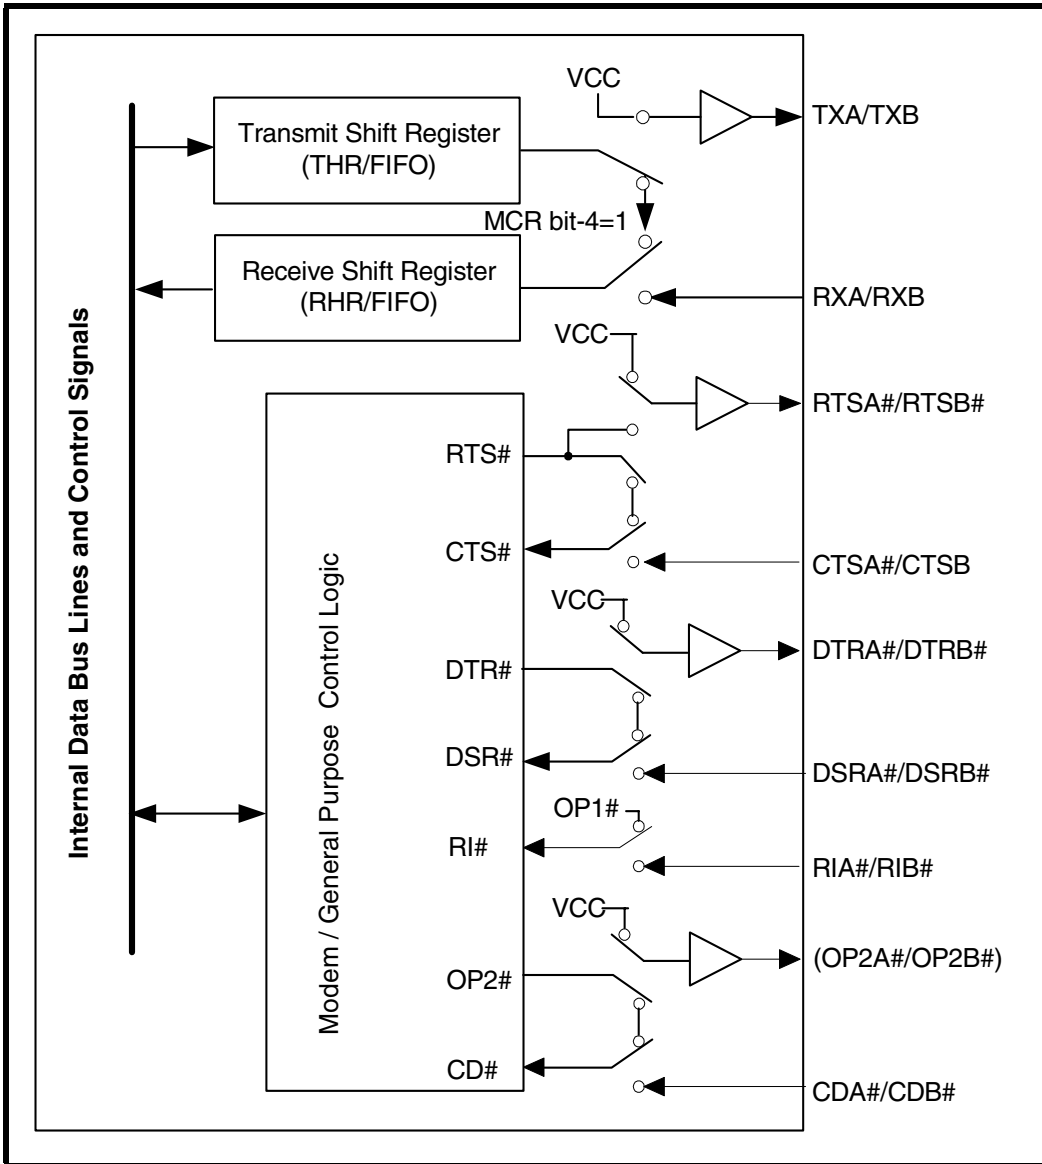 VCC
TXA/TXB
Transmit Shift Register
(THR/FIFO)
MCR bit-4=1
Receive Shift Register
(RHR/FIFO)
RXA/RXB
VCC
RTSA#/RTSB#
RTS#
CTS#
CTSA#/CTSB
VCC
DTRA#/DTRB#
DTR#
DSR#
DSRA#/DSRB#
OP1#
RI#
RIA#/RIB#
VCC
(OP2A#/OP2B#)
OP2#
CD#
CDA#/CDB#
Internal Data Bus Lines and Control Signals
Modem / General Purpose Control Logic